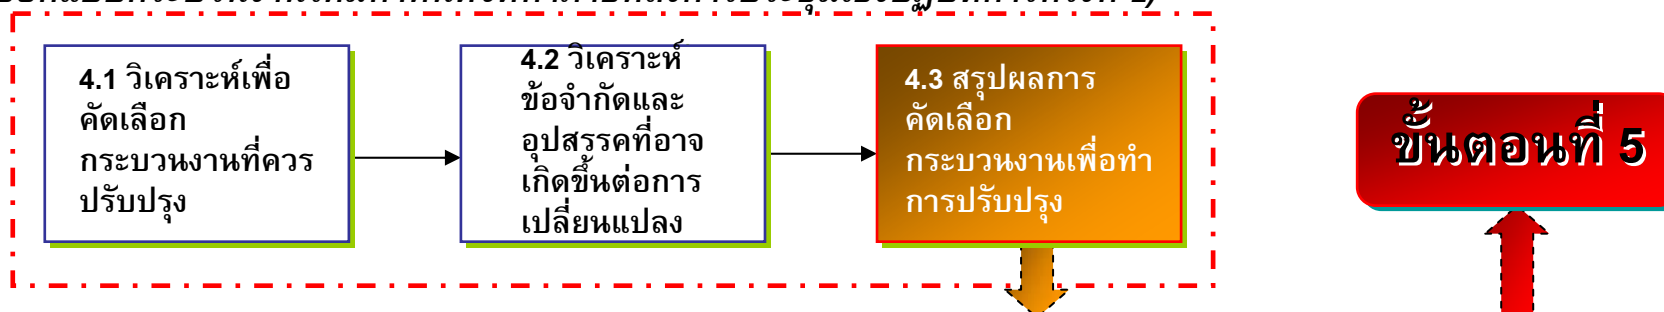 4.1 วิเคราะห์เพื่อ
คัดเลือก
กระบวนงานที่ควร
ปรับปรุง
4.2 วิเคราะห์
ข้อจำกัดและ
อุปสรรคที่อาจ
เกิดขึ้นต่อการ
เปลี่ยนแปลง
4.3 สรุปผลการ
คัดเลือก
กระบวนงานเพื่อทำ
การปรับปรุง
ขั้นตอนที่ 5